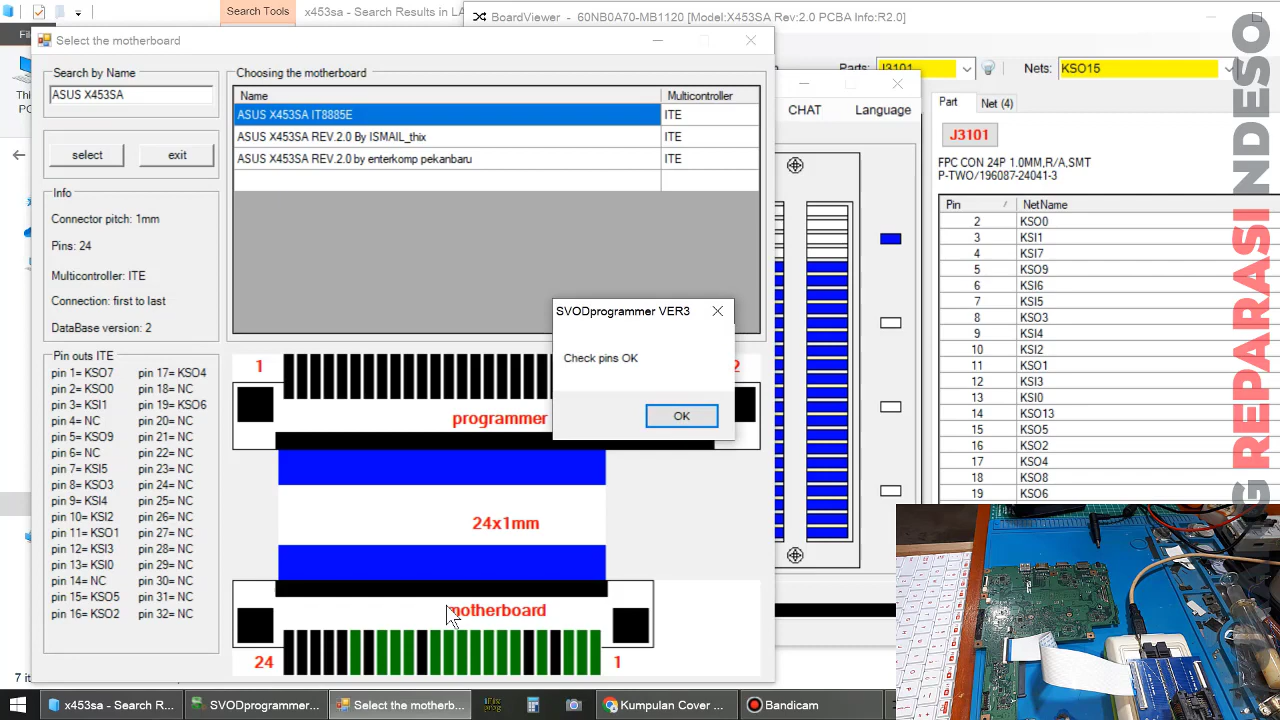 Search Tools
x453sa - Search Results in LA
BoardViewer - 60NB0A70-MB1120 [Model:X453SA Rev:2.0 PCBA Info:R2.0]
Select the motherboard
Search by Name
ASUS X453SA
select
exit
Info
Connector pitch: 1mm
Pins: 24
Multicontroller: ITE
Connection: first to last
DataBase version: 2
Pin outs ITE
pin 1= KSO7
pin 2= KSO0
pin 3= KSI1
pin 4= NC
pin 5= KSO9
pin 6= NC
pin 7= KSI5
pin 8= KSO3
pin 9= KSI4
pin 10= KSI2
pin 11= KSO1
pin 12= KSI3
pin 13= KSI0
pin 14= NC
pin 15= KSO5
pin 16= KSO2
pin 17= KSO4
pin 18= NC
pin 19= KSO6
pin 20= NC
pin 21= NC
pin 22= NC
pin 23= NC
pin 24= NC
pin 25= NC
pin 26= NC
pin 27= NC
pin 28= NC
pin 29= NC
pin 30= NC
pin 31= NC
pin 32= NC
Choosing the motherboard
Name Multicontroller
ASUS X453SA IT8885E ITE
ASUS X453SA REV.2.0 By ISMAIL_thix ITE
ASUS X453SA REV.2.0 by enterkomp pekanbaru ITE
1
2
programmer
24x1mm
motherboard
24
1
SVODprogrammer VER3
Check pins OK
OK
CHAT
Language
Parts:
J3101
Nets:
KSO15
Part
Net (4)
J3101
FPC CON 24P 1.0MM,R/A,SMT
P-TWO/196087-24041-3
Pin / NetName
2 KSO0
3 KSI1
4 KSI7
5 KSO9
6 KSI6
7 KSI5
8 KSO3
9 KSI4
10 KSI2
11 KSO1
12 KSI3
13 KSI0
14 KSO13
15 KSO5
16 KSO2
17 KSO4
18 KSO8
19 KSO6
G REPARASI INDESO
7 it
x453sa - Search R...
SVODprogrammer...
Select the motherb...
Kumpulan Cover ...
Bandicam